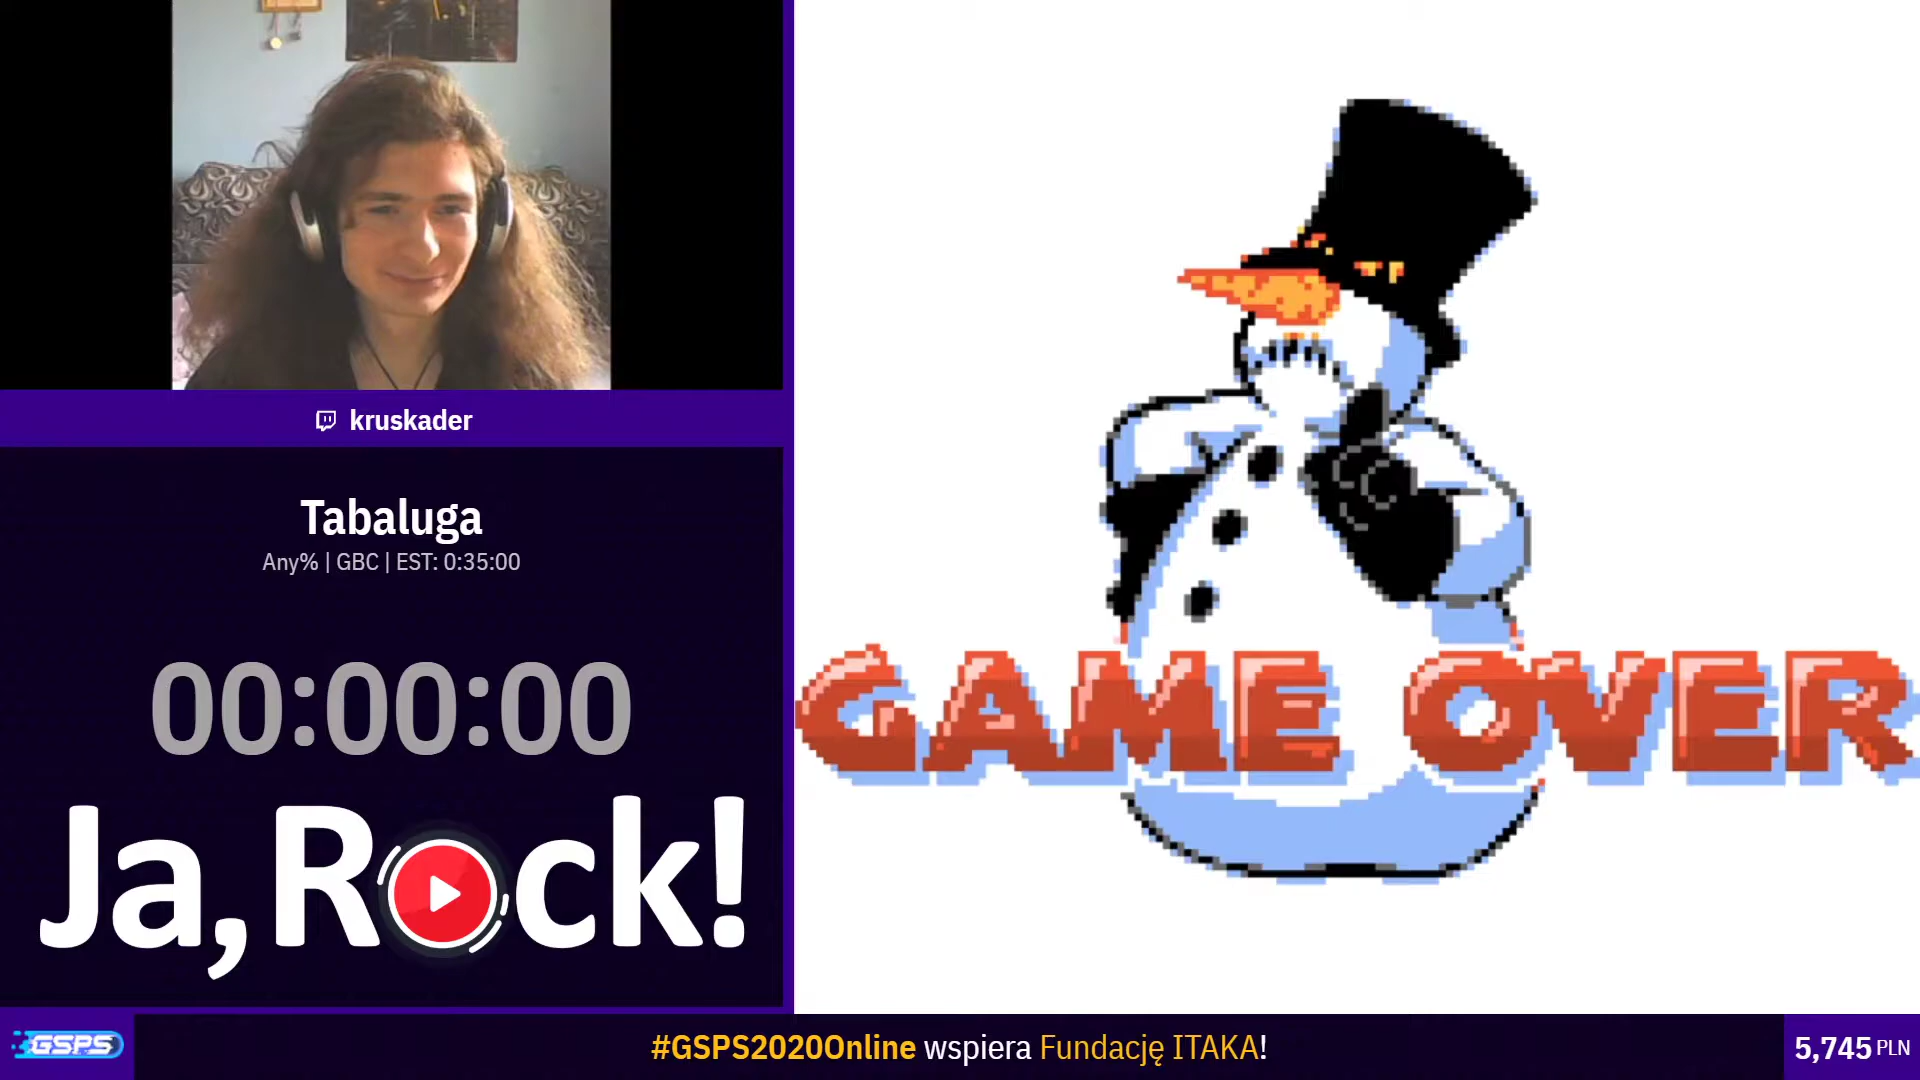 kruskader
Tabaluga
Any% | GBC | EST: 0:35:00
00:00:00
Ja, Rock!
GAME OVER
GSPS
#GSPS2020Online wspiera Fundację ITAKA!
5,745 PLN